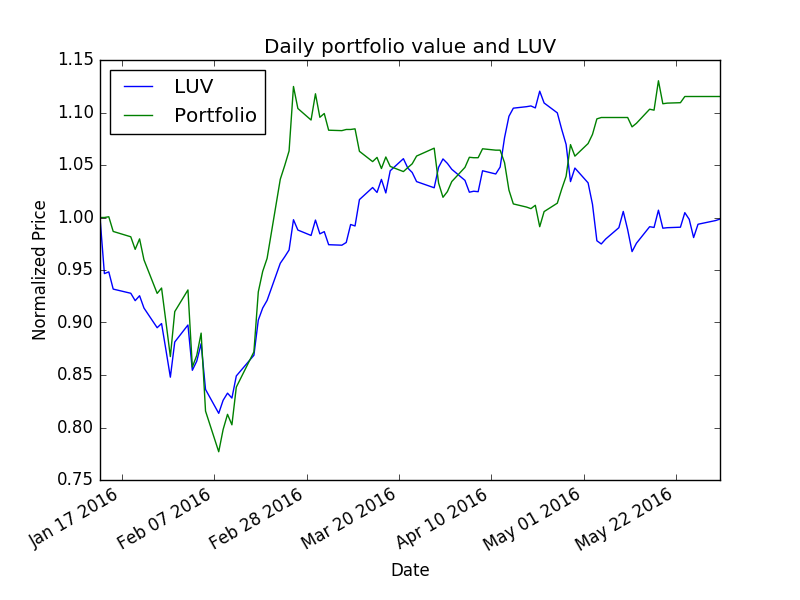 Daily portfolio value and LUV
1.15
1.10
1.05
1.00
0.95
0.90
0.85
0.80
0.75
Normalized Price
LUV
Portfolio
Jan 17 2016
Feb 07 2016
Feb 28 2016
Mar 20 2016
Apr 10 2016
May 01 2016
May 22 2016
Date